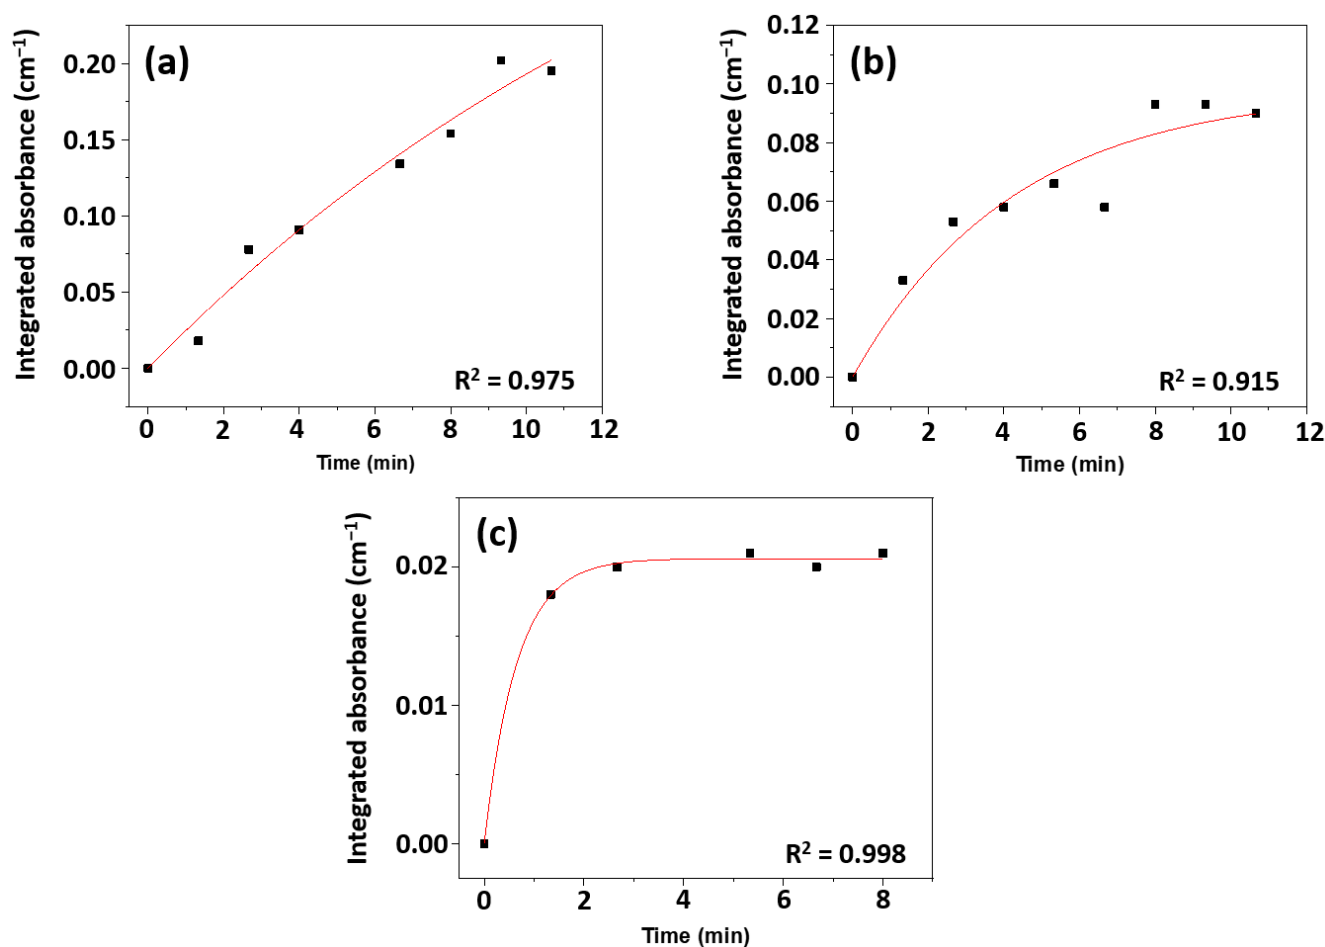 (a)
Integrated absorbance (cm⁻¹)
0.20
0.15
0.10
0.05
0.00
R² = 0.975
0 2 4 6 8 10 12
Time (min)
(b)
Integrated absorbance (cm⁻¹)
0.12
0.10
0.08
0.06
0.04
0.02
0.00
R² = 0.915
0 2 4 6 8 10 12
Time (min)
(c)
Integrated absorbance (cm⁻¹)
0.02
0.01
0.00
R² = 0.998
0 2 4 6 8
Time (min)